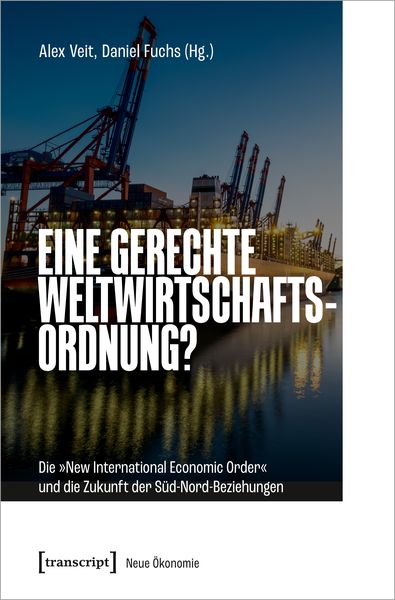 Alex Veit, Daniel Fuchs (Hg.)
EINE GERECHTE
WELTWIRTSCHAFTS-
ORDNUNG?
Die »New International Economic Order«
und die Zukunft der Süd-Nord-Beziehungen
[transcript] Neue Ökonomie